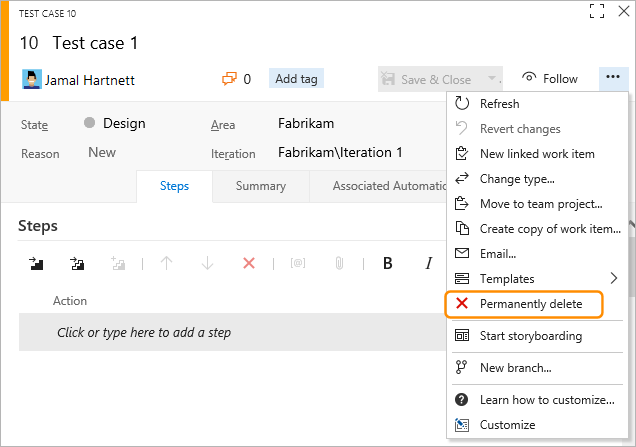 TEST CASE 10
10 Test case 1
Jamal Hartnett
0
Add tag
Save & Close
Follow
...
State
Design
Area
Fabrikam
Reason
New
Iteration
Fabrikam\Iteration 1
Steps
Summary
Associated Automatic
Steps
[@]
B
I
Action
Click or type here to add a step
Refresh
Revert changes
New linked work item
Change type...
Move to team project...
Create copy of work item...
Email...
Templates
Permanently delete
Start storyboarding
New branch...
Learn how to customize...
Customize